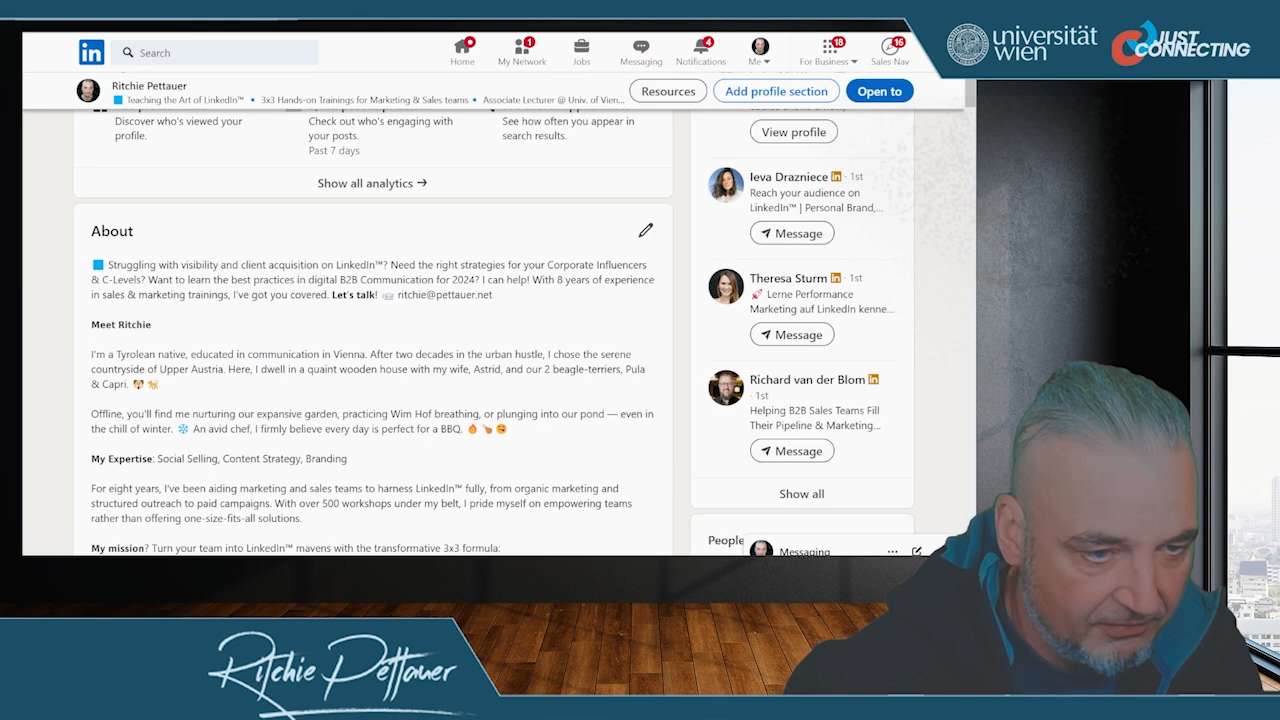 universität
wien
JUST
CONNECTING
in
Search
Home
1
My Network
Jobs
Messaging
4
Notifications
Me
18
For Business
16
Sales Nav
Ritchie Pettauer
Teaching the Art of LinkedIn™ • 3x3 Hands-on Trainings for Marketing & Sales teams • Associate Lecturer @ Univ. of Vien...
Resources
Add profile section
Open to
Discover who's viewed your
profile.
Check out who's engaging with
your posts.
Past 7 days
See how often you appear in
search results.
Show all analytics →
About
Struggling with visibility and client acquisition on LinkedIn™? Need the right strategies for your Corporate Influencers
& C-Levels? Want to learn the best practices in digital B2B Communication for 2024? I can help! With 8 years of experience
in sales & marketing trainings, I've got you covered. Let's talk! 📨 ritchie@pettauer.net
Meet Ritchie
I'm a Tyrolean native, educated in communication in Vienna. After two decades in the urban hustle, I chose the serene
countryside of Upper Austria. Here, I dwell in a quaint wooden house with my wife, Astrid, and our 2 beagle-terriers, Pula
& Capri. 🐶 🐕
Offline, you'll find me nurturing our expansive garden, practicing Wim Hof breathing, or plunging into our pond — even in
the chill of winter. ❄️ An avid chef, I firmly believe every day is perfect for a BBQ. 🔥 🍗 😋
My Expertise: Social Selling, Content Strategy, Branding
For eight years, I've been aiding marketing and sales teams to harness LinkedIn™ fully, from organic marketing and
structured outreach to paid campaigns. With over 500 workshops under my belt, I pride myself on empowering teams
rather than offering one-size-fits-all solutions.
My mission? Turn your team into LinkedIn™ mavens with the transformative 3x3 formula:
View profile
Ieva Drazniece in · 1st
Reach your audience on
LinkedIn™ | Personal Brand,...
Message
Theresa Sturm in · 1st
🚀 Lerne Performance
Marketing auf LinkedIn kenne...
Message
Richard van der Blom in
· 1st
Helping B2B Sales Teams Fill
Their Pipeline & Marketing...
Message
Show all
People
Messaging
Ritchie Pettauer